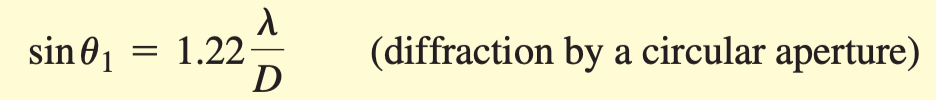 sin θ₁ = 1.22 λ/D (diffraction by a circular aperture)